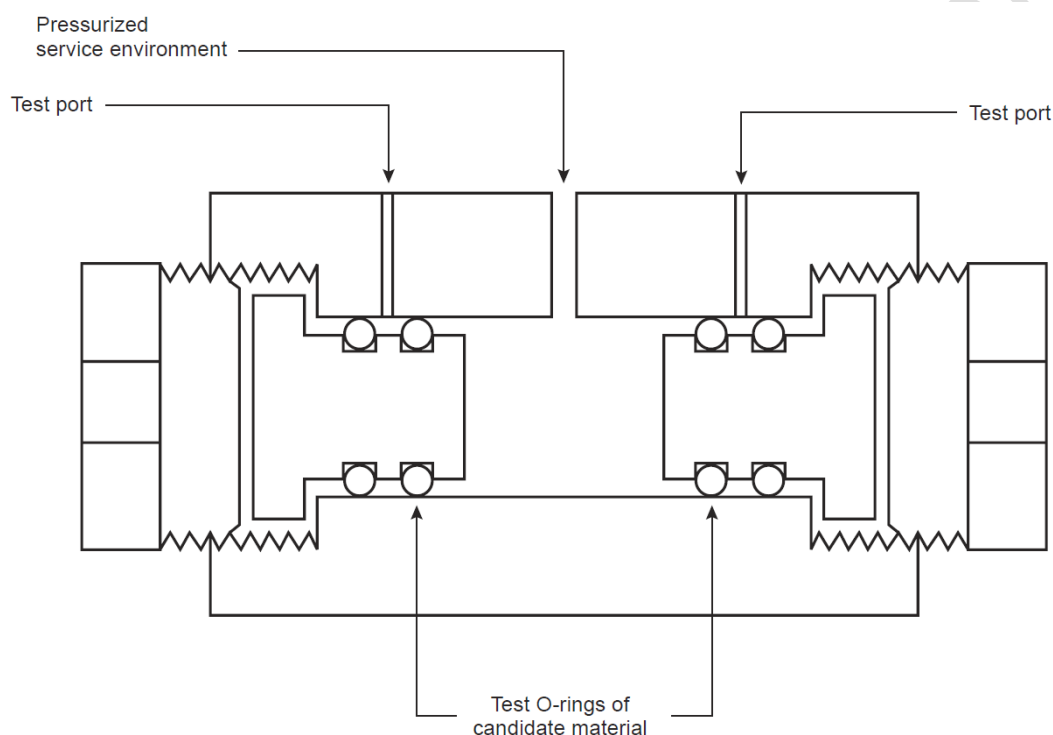 Pressurized
service environment
Test port
Test port
Test O-rings of
candidate material